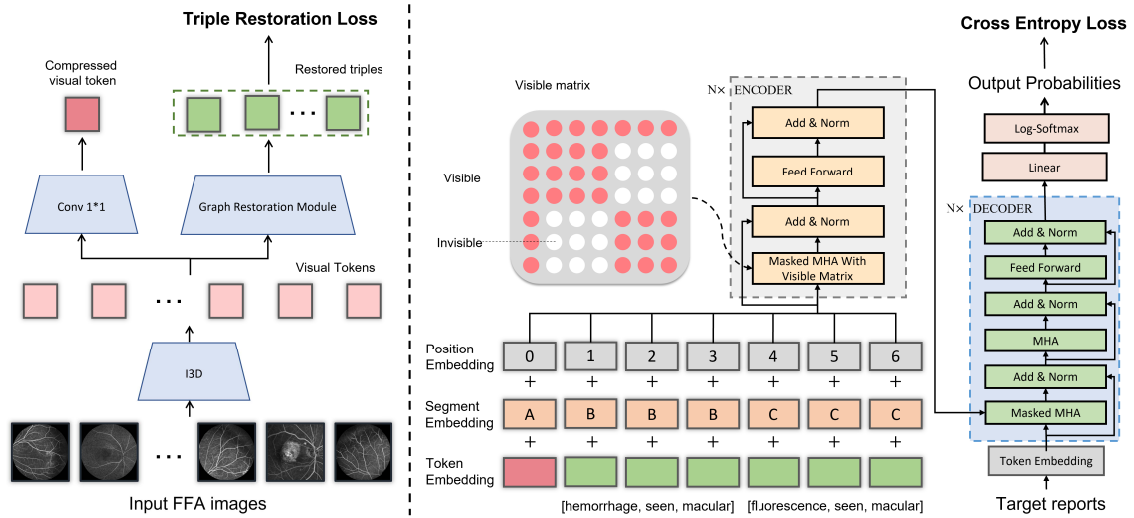 Triple Restoration Loss
Compressed
visual token
Restored triples
Conv 1*1
Graph Restoration Module
Visual Tokens
I3D
Input FFA images
Visible matrix
Visible
Invisible
N× ENCODER
Add & Norm
Feed Forward
Add & Norm
Masked MHA With
Visible Matrix
Position
Embedding
0 1 2 3 4 5 6
+ + + + + + +
Segment
Embedding
A B B B C C C
+ + + + + + +
Token
Embedding
[hemorrhage, seen, macular] [fluorescence, seen, macular]
Cross Entropy Loss
Output Probabilities
Log-Softmax
Linear
N× DECODER
Add & Norm
Feed Forward
Add & Norm
MHA
Add & Norm
Masked MHA
Token Embedding
Target reports